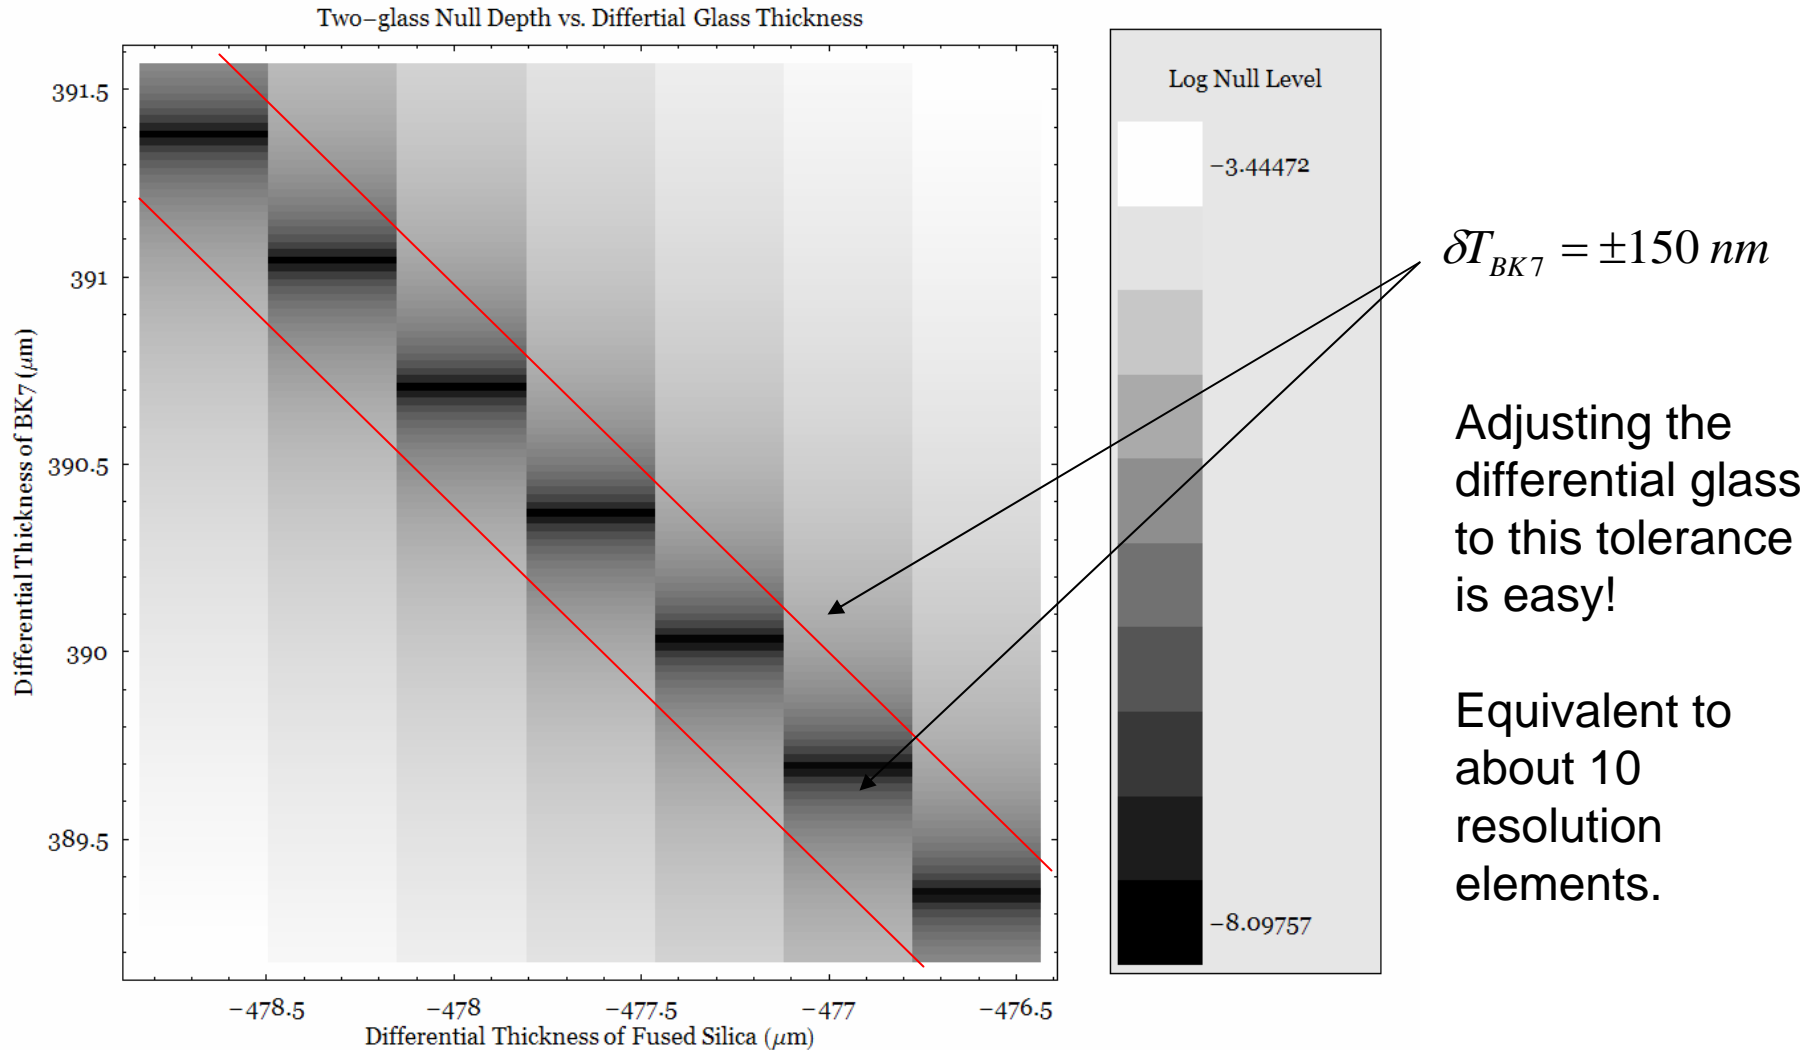 Two−glass Null Depth vs. Differtial Glass Thickness
391.5
391
390.5
390
389.5
Differential Thickness of BK7 (μm)
−478.5
−478
−477.5
−477
−476.5
Differential Thickness of Fused Silica (μm)
Log Null Level
−3.44472
−8.09757
δT_BK7 = ±150 nm
Adjusting the
differential glass
to this tolerance
is easy!
Equivalent to
about 10
resolution
elements.